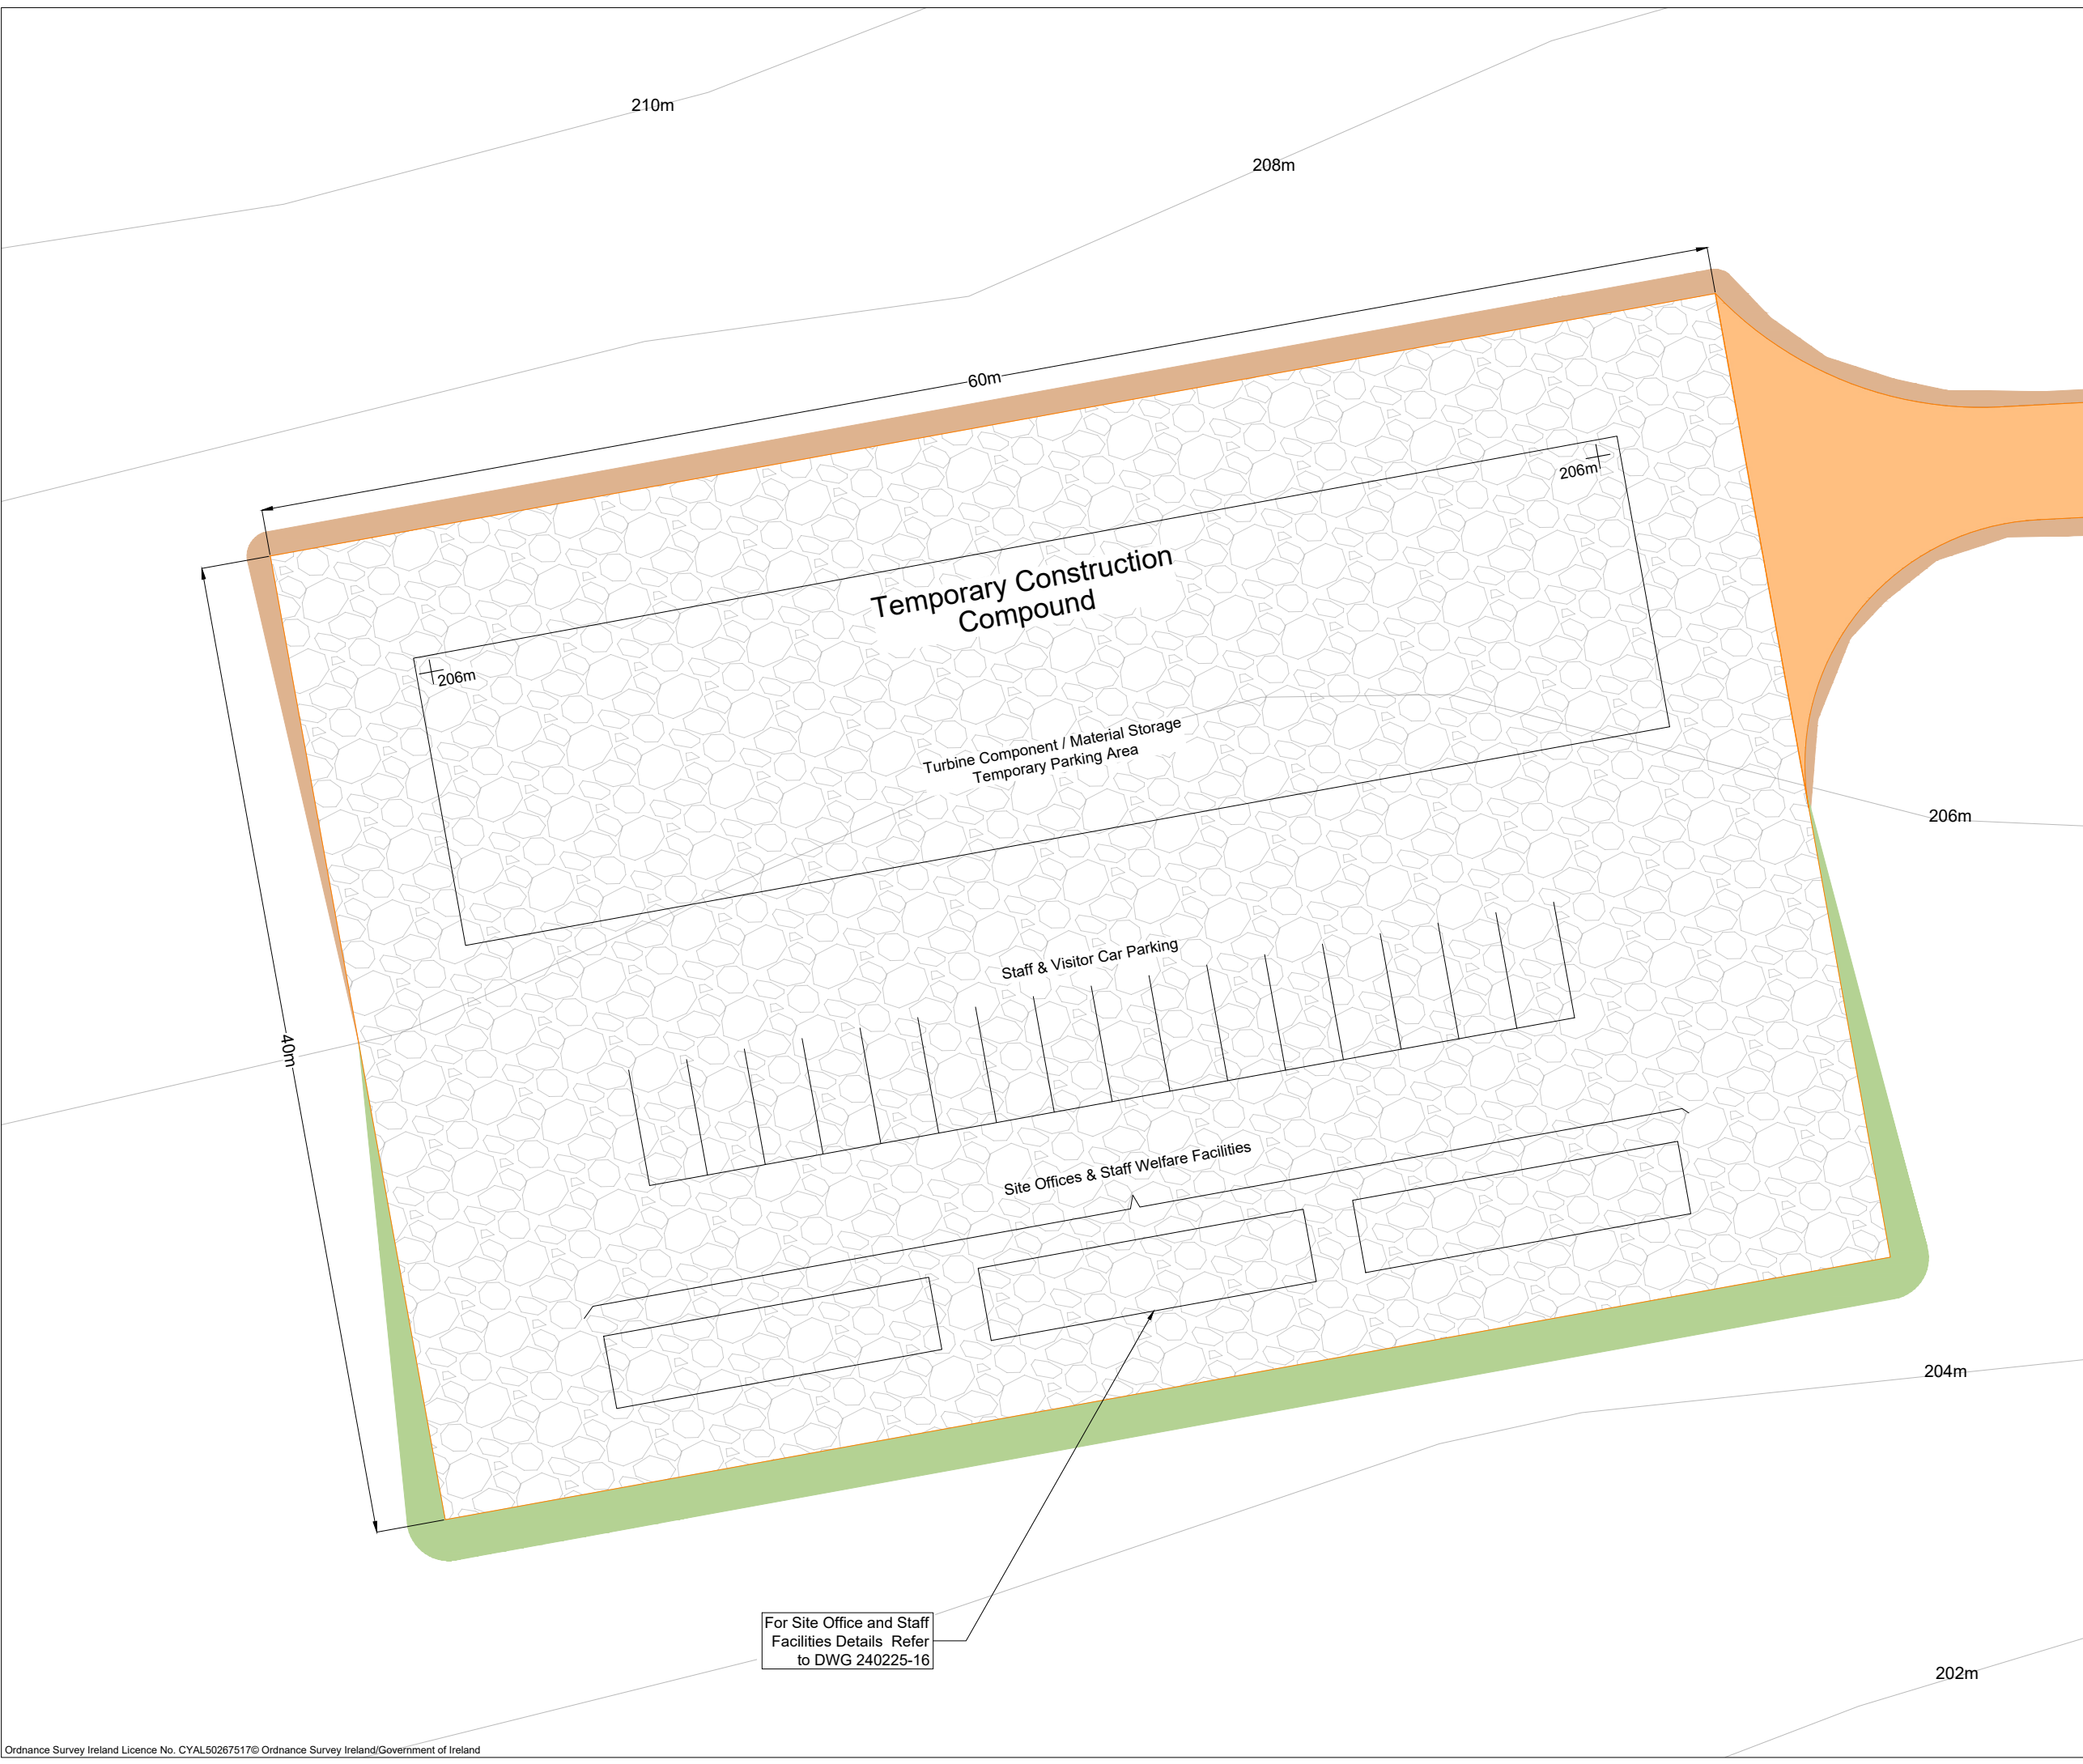 210m
208m
60m
206m
Temporary Construction
Compound
206m
Turbine Component / Material Storage
Temporary Parking Area
206m
Staff & Visitor Car Parking
40m
Site Offices & Staff Welfare Facilities
204m
For Site Office and Staff
Facilities Details Refer
to DWG 240225-16
202m
Ordnance Survey Ireland Licence No. CYAL50267517© Ordnance Survey Ireland/Government of Ireland